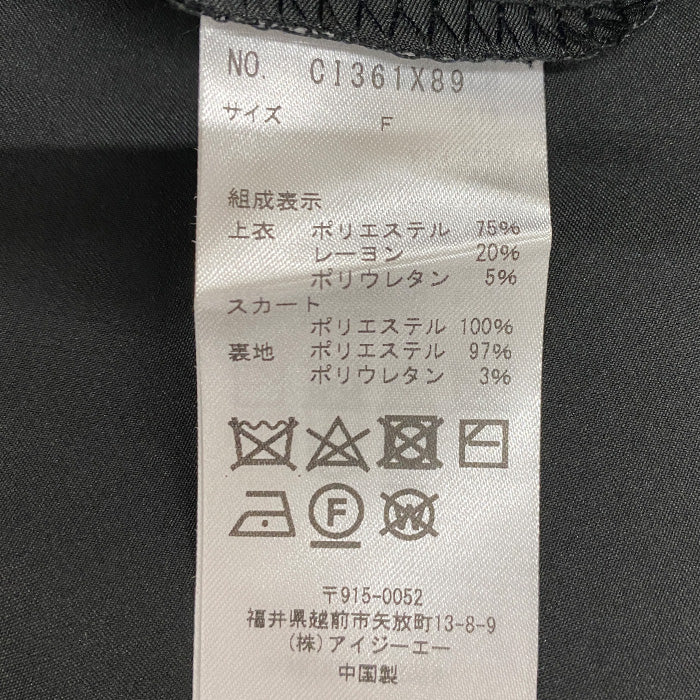 NO. CI361X89
サイズ F
組成表示
上衣 ポリエステル 75%
レーヨン 20%
ポリウレタン 5%
スカート
ポリエステル 100%
裏地 ポリエステル 97%
ポリウレタン 3%
F W
〒915-0052
福井県越前市矢放町13-8-9
(株)アイジーエー
中国製